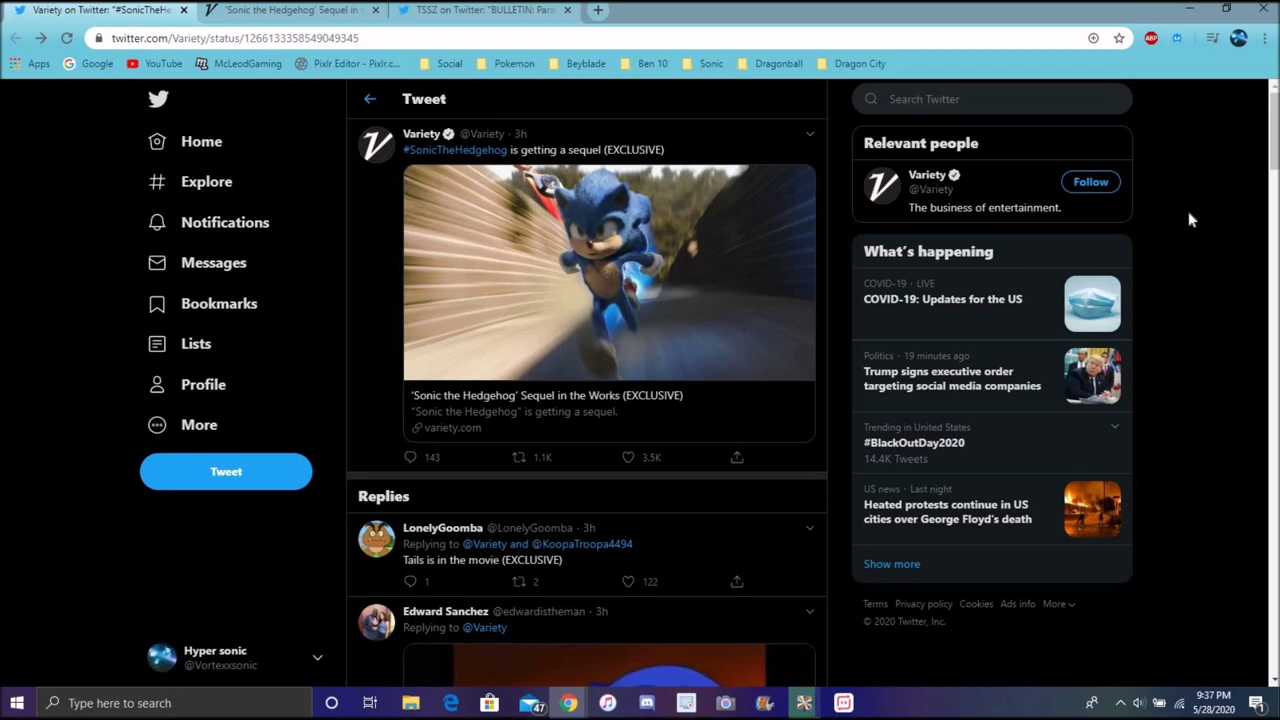 Variety on Twitter: "#SonicTheHe
'Sonic the Hedgehog' Sequel in
TSSZ on Twitter: "BULLETIN: Para
twitter.com/Variety/status/1266133358549049345
ABP
Apps
Google
YouTube
McLeodGaming
Pixlr Editor - Pixlr.c...
Social
Pokemon
Beyblade
Ben 10
Sonic
Dragonball
Dragon City
Home
Explore
Notifications
Messages
Bookmarks
Lists
Profile
More
Tweet
Hyper sonic
@Vortexxsonic
Tweet
Variety @Variety · 3h
#SonicTheHedgehog is getting a sequel (EXCLUSIVE)
'Sonic the Hedgehog' Sequel in the Works (EXCLUSIVE)
"Sonic the Hedgehog" is getting a sequel.
variety.com
143 1.1K 3.5K
Replies
LonelyGoomba @LonelyGoomba · 3h
Replying to @Variety and @KoopaTroopa4494
Tails is in the movie (EXCLUSIVE)
1 2 122
Edward Sanchez @edwardistheman · 3h
Replying to @Variety
Search Twitter
Relevant people
Variety
@Variety
Follow
The business of entertainment.
What's happening
COVID-19 · LIVE
COVID-19: Updates for the US
Politics · 19 minutes ago
Trump signs executive order
targeting social media companies
Trending in United States
#BlackOutDay2020
14.4K Tweets
US news · Last night
Heated protests continue in US
cities over George Floyd's death
Show more
Terms Privacy policy Cookies Ads info More
© 2020 Twitter, Inc.
Type here to search
47
9:37 PM
5/28/2020
1